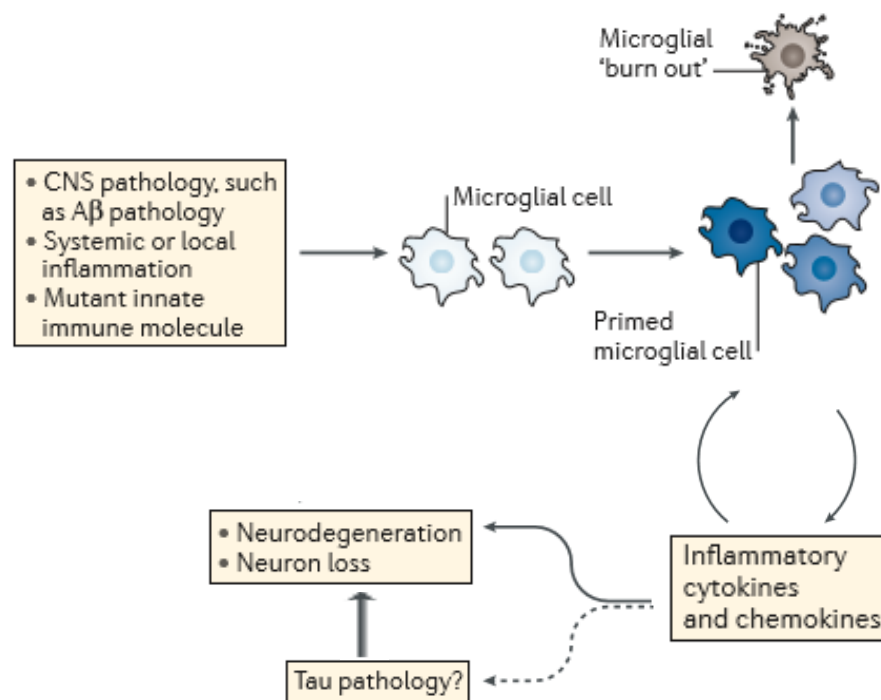 Microglial
‘burn out’
• CNS pathology, such
as Aβ pathology
• Systemic or local
inflammation
• Mutant innate
immune molecule
Microglial cell
Primed
microglial cell
• Neurodegeneration
• Neuron loss
Inflammatory
cytokines
and chemokines
Tau pathology?